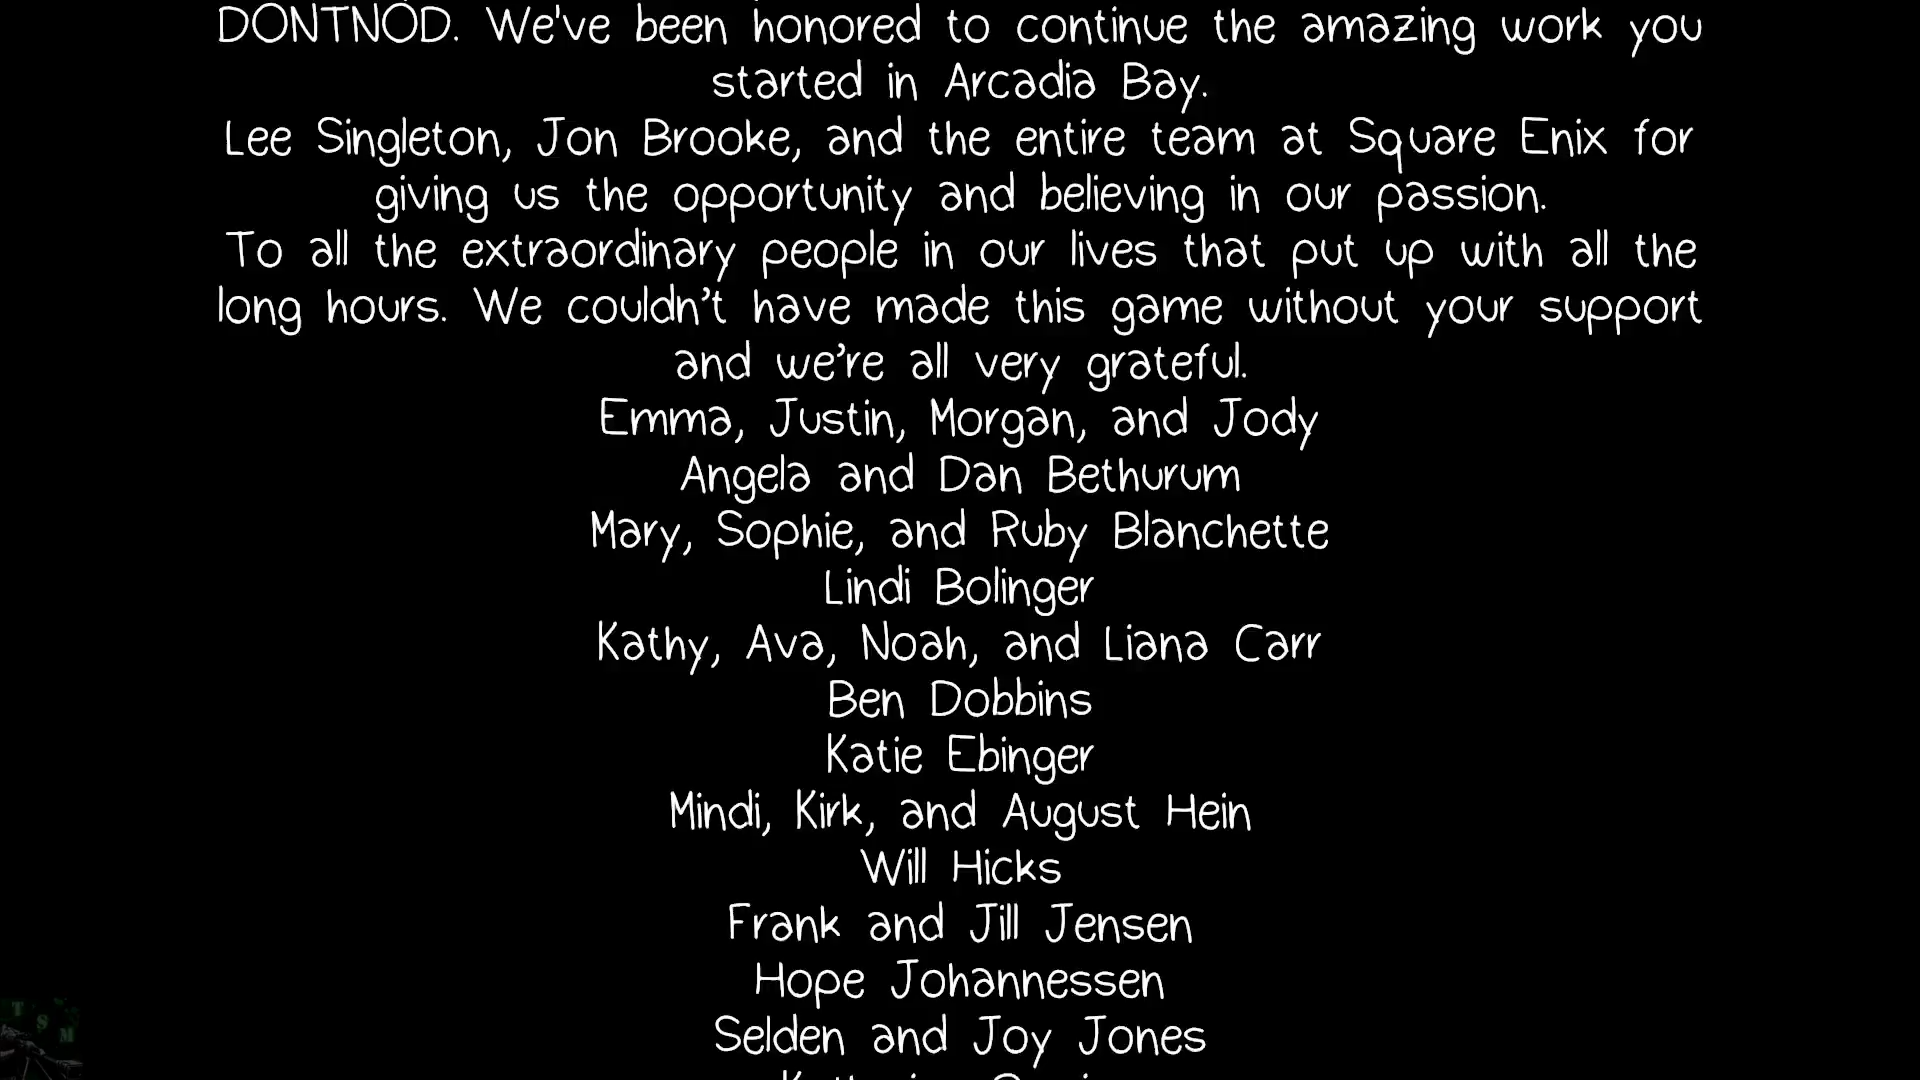 DONTNOD. We've been honored to continue the amazing work you
started in Arcadia Bay.
Lee Singleton, Jon Brooke, and the entire team at Square Enix for
giving us the opportunity and believing in our passion.
To all the extraordinary people in our lives that put up with all the
long hours. We couldn’t have made this game without your support
and we’re all very grateful.
Emma, Justin, Morgan, and Jody
Angela and Dan Bethurum
Mary, Sophie, and Ruby Blanchette
Lindi Bolinger
Kathy, Ava, Noah, and Liana Carr
Ben Dobbins
Katie Ebinger
Mindi, Kirk, and August Hein
Will Hicks
Frank and Jill Jensen
Hope Johannessen
Selden and Joy Jones
T S M